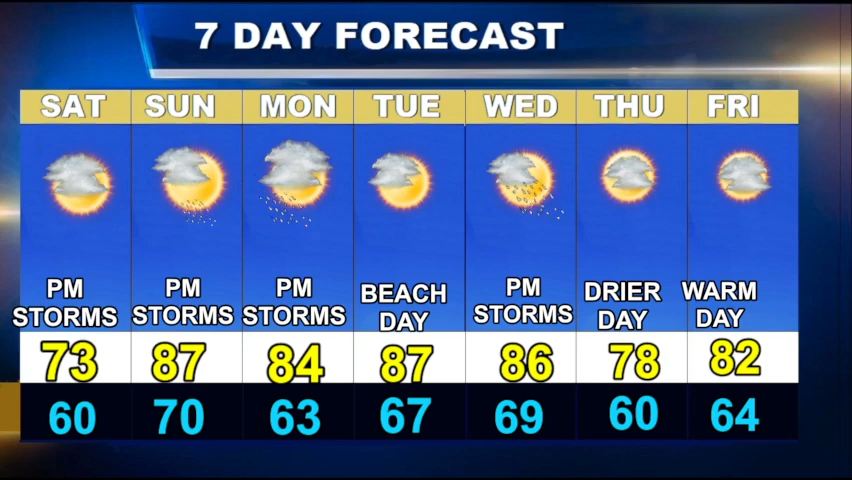 7 DAY FORECAST
SAT SUN MON TUE WED THU FRI
PM STORMS
PM STORMS
PM STORMS
BEACH DAY
PM STORMS
DRIER DAY
WARM DAY
73 87 84 87 86 78 82
60 70 63 67 69 60 64